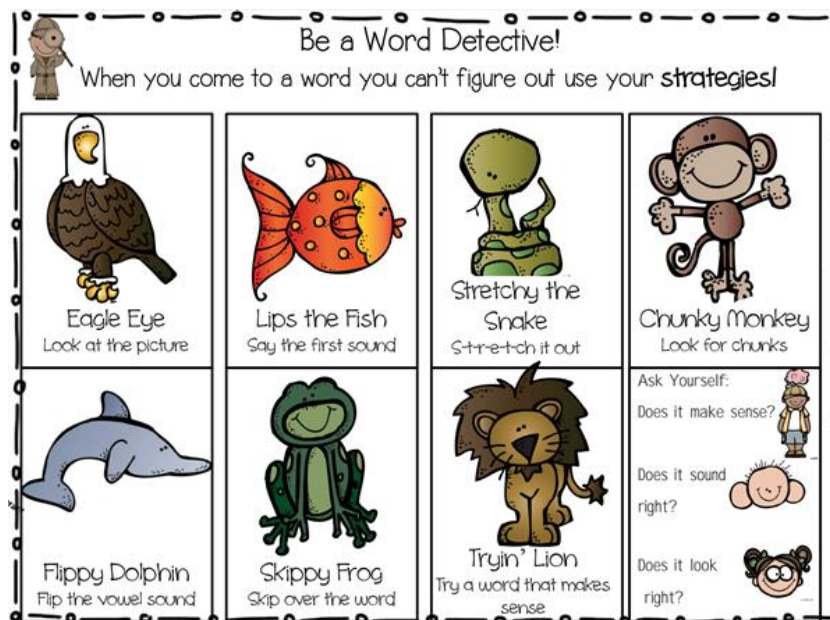 Be a Word Detective!
When you come to a word you can't figure out use your strategies!
Eagle Eye
Look at the picture
Lips the Fish
Say the first sound
Stretchy the
Snake
S-t-r-e-t-ch it out
Chunky Monkey
Look for chunks
Flippy Dolphin
Flip the vowel sound
Skippy Frog
Skip over the word
Tryin' Lion
Try a word that makes
sense
Ask Yourself:
Does it make sense?
Does it sound
right?
Does it look
right?